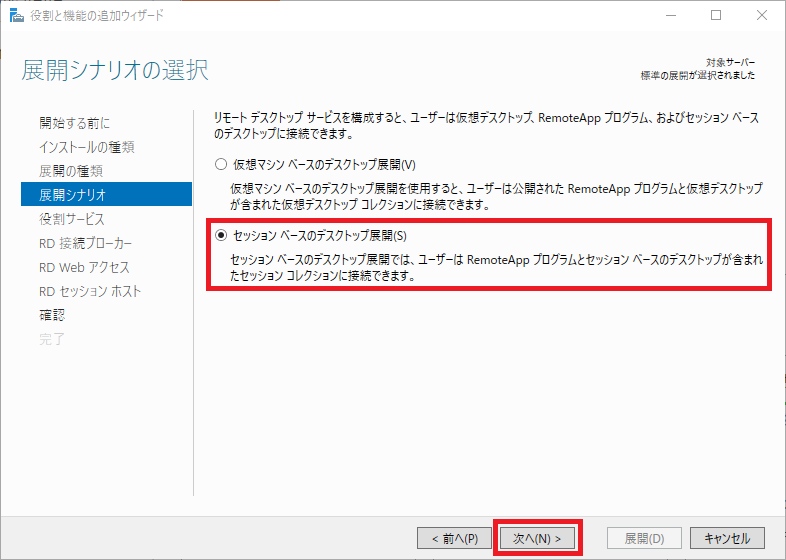 役割と機能の追加ウィザード
展開シナリオの選択
対象サーバー
標準の展開が選択されました
開始する前に
インストールの種類
展開の種類
展開シナリオ
役割サービス
RD 接続ブローカー
RD Web アクセス
RD セッション ホスト
確認
完了
リモート デスクトップ サービスを構成すると、ユーザーは仮想デスクトップ、RemoteApp プログラム、およびセッション ベース
のデスクトップに接続できます。
仮想マシン ベースのデスクトップ展開(V)
仮想マシン ベースのデスクトップ展開を使用すると、ユーザーは公開された RemoteApp プログラムと仮想デスクトップ
が含まれた仮想デスクトップ コレクションに接続できます。
セッション ベースのデスクトップ展開(S)
セッション ベースのデスクトップ展開では、ユーザーは RemoteApp プログラムとセッション ベースのデスクトップが含まれ
たセッション コレクションに接続できます。
< 前へ(P)
次へ(N) >
展開(D)
キャンセル